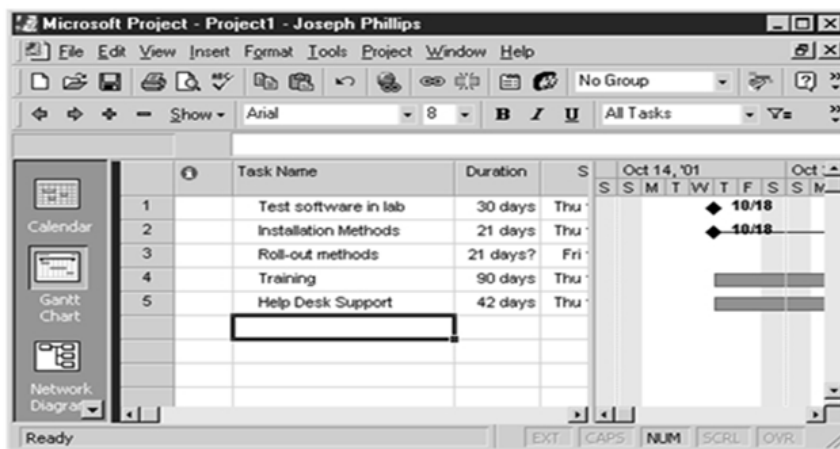 Microsoft Project - Project1 - Joseph Phillips
File Edit View Insert Format Tools Project Window Help
No Group
Show Arial 8 B I U All Tasks
Task Name Duration S Oct 14, '01 Oct
S S M T W T F S S M
1 Test software in lab 30 days Thu 10/18
2 Installation Methods 21 days Thu 10/18
3 Roll-out methods 21 days? Fri
4 Training 90 days Thu
5 Help Desk Support 42 days Thu
Calendar
Gantt
Chart
Network
Ready EXT CAPS NUM SCRL OVR